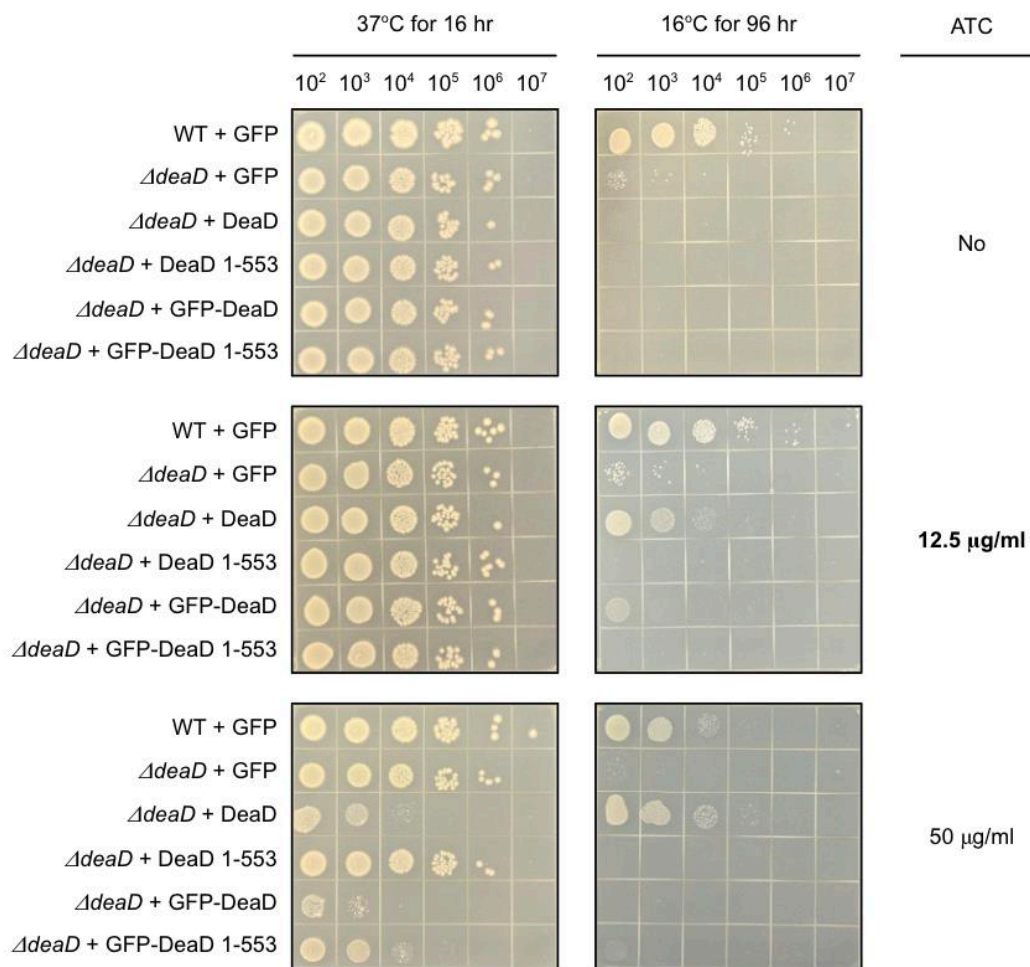 37°C for 16 hr 16°C for 96 hr ATC
10² 10³ 10⁴ 10⁵ 10⁶ 10⁷ 10² 10³ 10⁴ 10⁵ 10⁶ 10⁷
WT + GFP
ΔdeaD + GFP
ΔdeaD + DeaD
No
ΔdeaD + DeaD 1-553
ΔdeaD + GFP-DeaD
ΔdeaD + GFP-DeaD 1-553
WT + GFP
ΔdeaD + GFP
ΔdeaD + DeaD
12.5 µg/ml
ΔdeaD + DeaD 1-553
ΔdeaD + GFP-DeaD
ΔdeaD + GFP-DeaD 1-553
WT + GFP
ΔdeaD + GFP
ΔdeaD + DeaD
50 µg/ml
ΔdeaD + DeaD 1-553
ΔdeaD + GFP-DeaD
ΔdeaD + GFP-DeaD 1-553